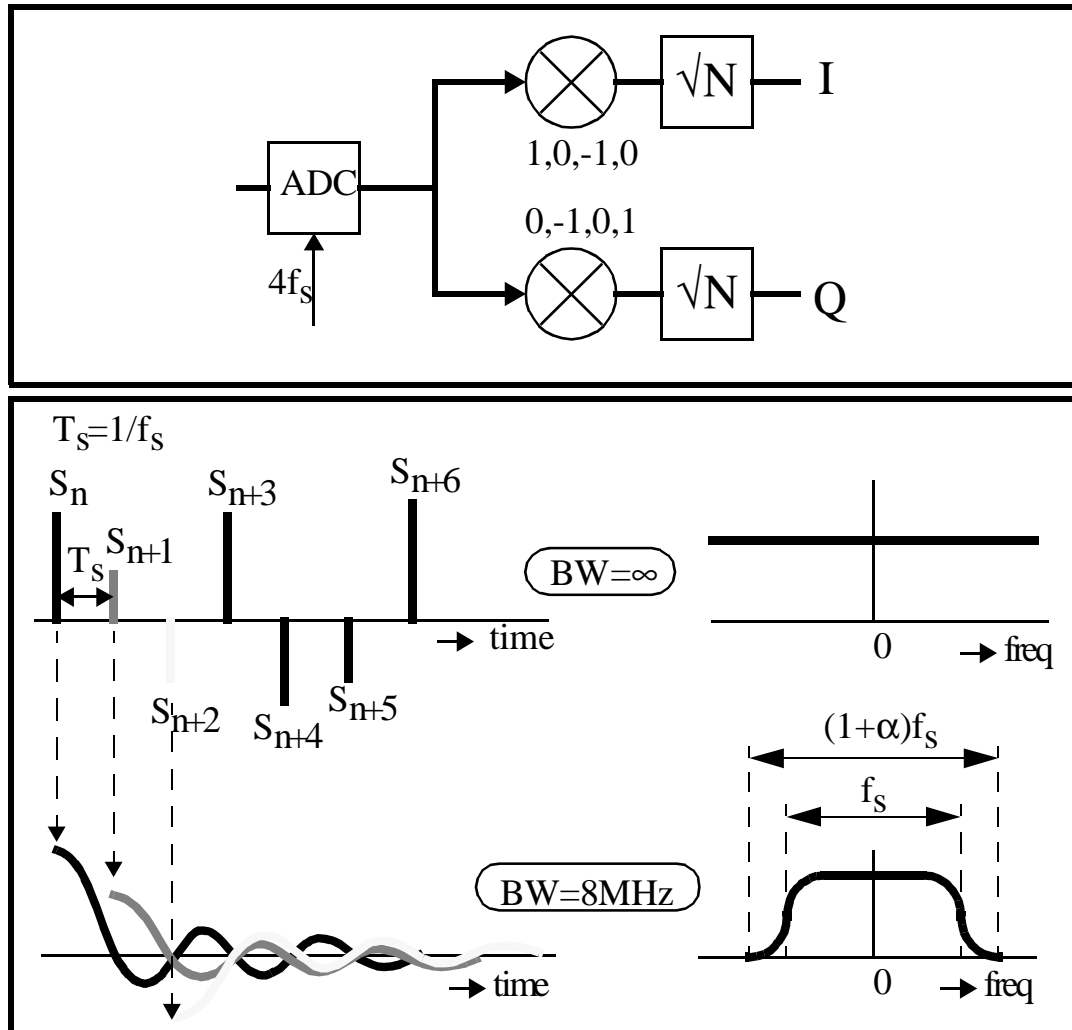 √N
I
1,0,-1,0
ADC
0,-1,0,1
4fs
√N
Q
Ts=1/fs
Sn
Sn+3
Sn+6
Sn+1
Ts
BW=∞
time
0
freq
Sn+2
Sn+5
Sn+4
(1+α)fs
fs
BW=8MHz
time
0
freq